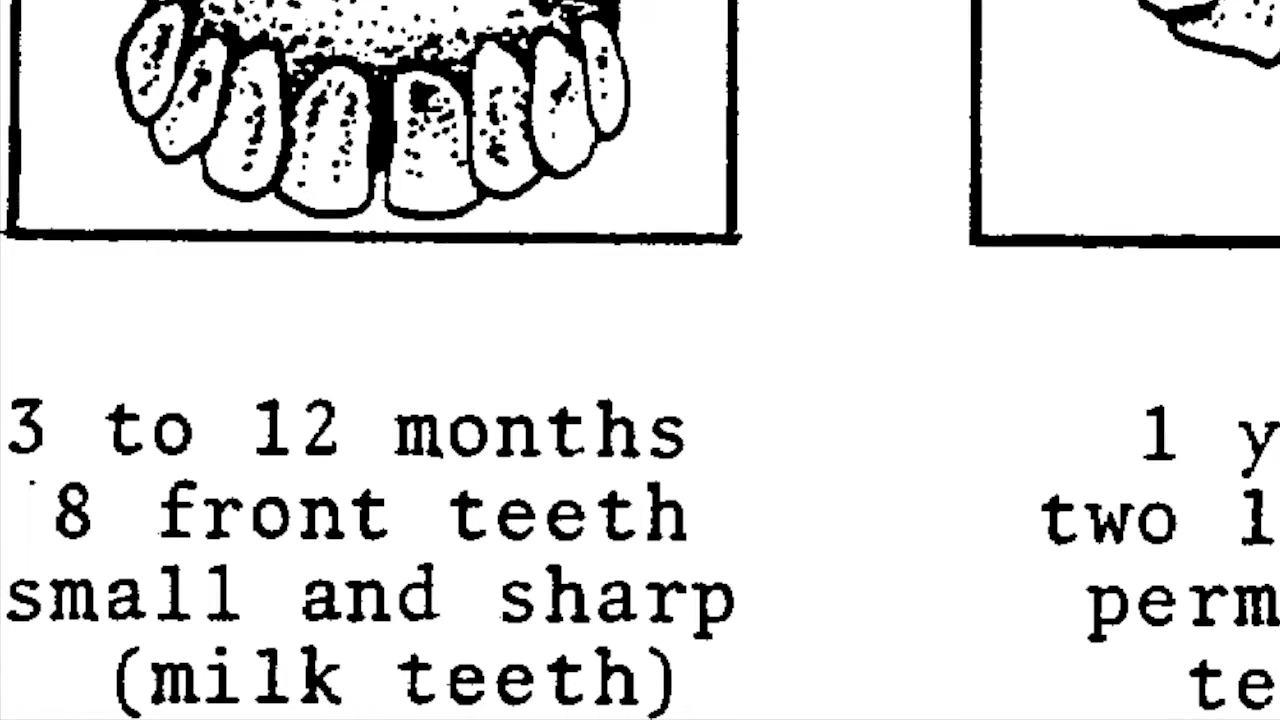 3 to 12 months
8 front teeth
small and sharp
(milk teeth)
1 y
two l
perm
te